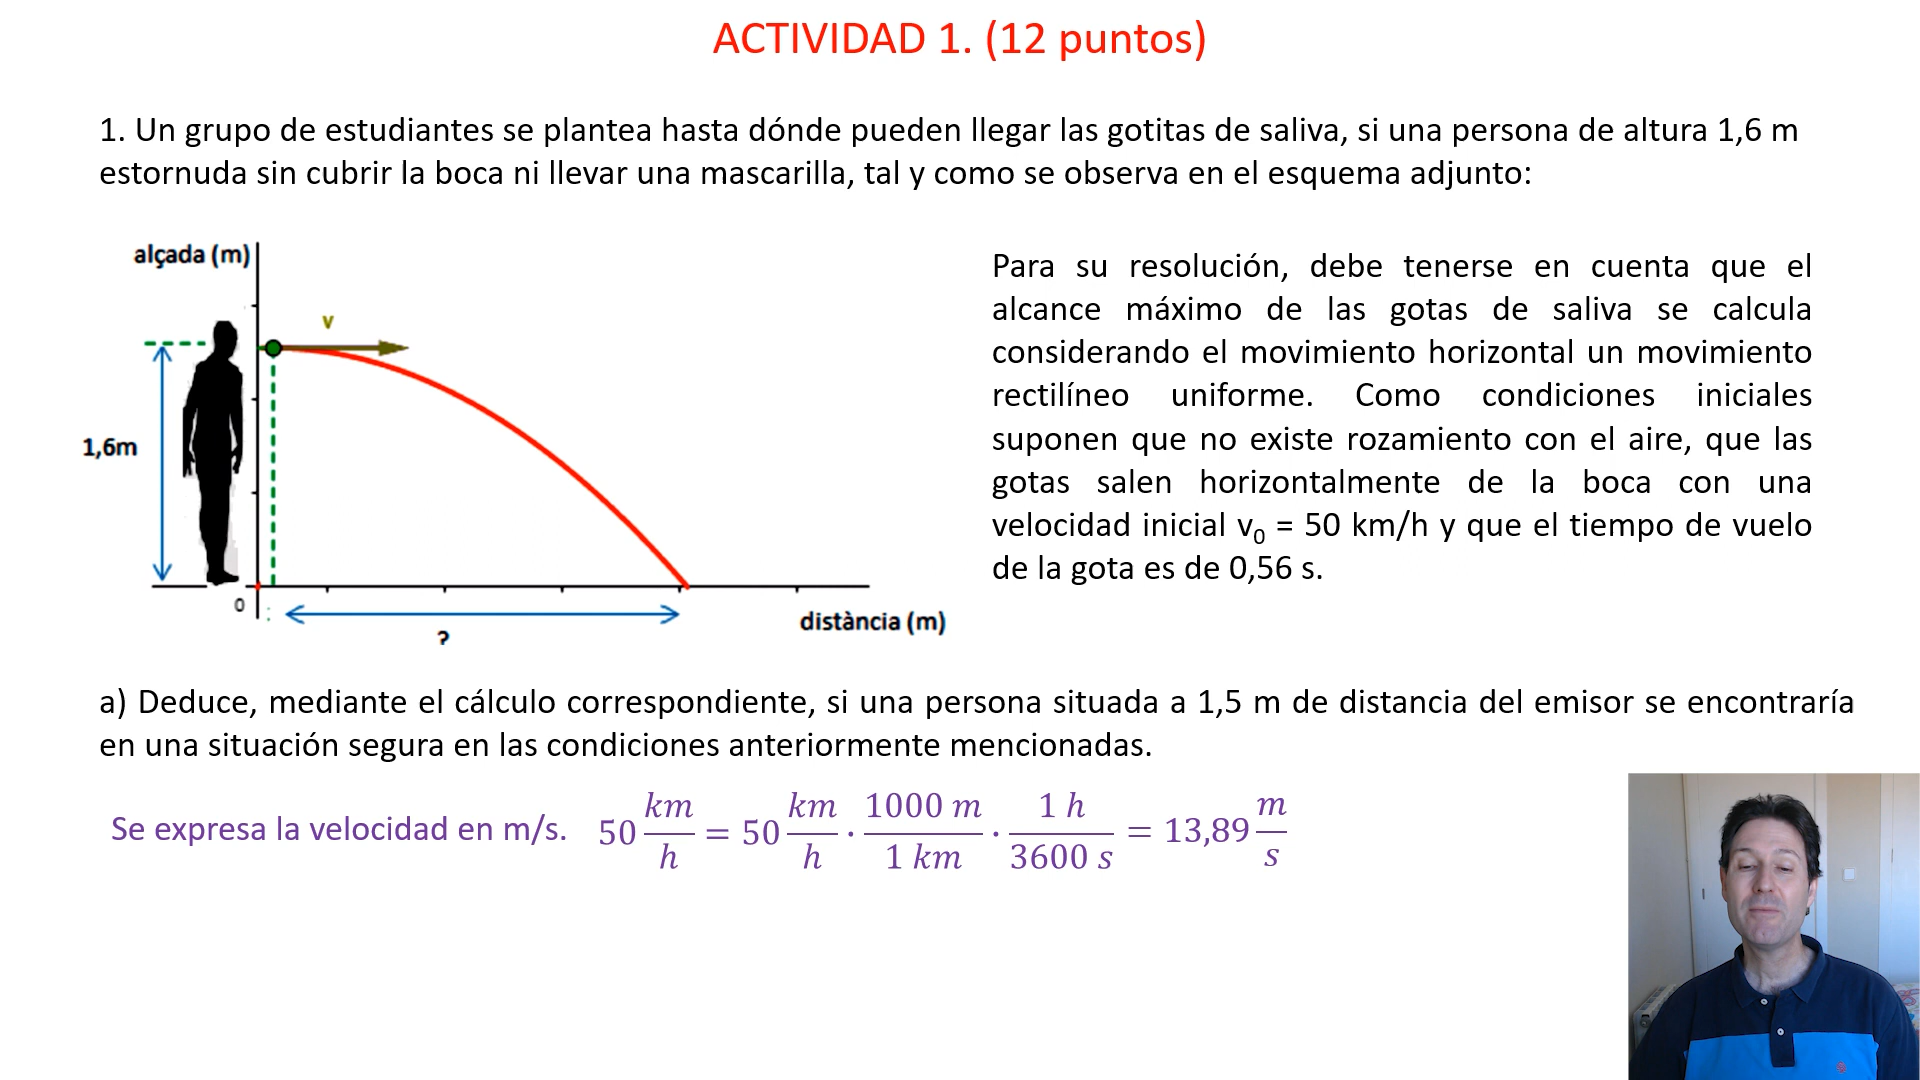 ACTIVIDAD 1. (12 puntos)
1. Un grupo de estudiantes se plantea hasta dónde pueden llegar las gotitas de saliva, si una persona de altura 1,6 m
estornuda sin cubrir la boca ni llevar una mascarilla, tal y como se observa en el esquema adjunto:
alçada (m)
v
1,6m
0
?
distància (m)
Para su resolución, debe tenerse en cuenta que el
alcance máximo de las gotas de saliva se calcula
considerando el movimiento horizontal un movimiento
rectilíneo uniforme. Como condiciones iniciales
suponen que no existe rozamiento con el aire, que las
gotas salen horizontalmente de la boca con una
velocidad inicial v₀ = 50 km/h y que el tiempo de vuelo
de la gota es de 0,56 s.
a) Deduce, mediante el cálculo correspondiente, si una persona situada a 1,5 m de distancia del emisor se encontraría
en una situación segura en las condiciones anteriormente mencionadas.
Se expresa la velocidad en m/s. 50 km/h = 50 km/h · 1000 m/1 km · 1 h/3600 s = 13,89 m/s